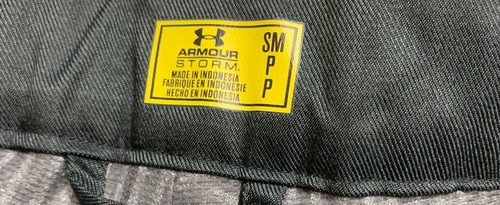 ARMOUR
STORM.
MADE IN INDONESIA
FABRIQUE EN INDONESIE
HECHO EN INDONESIA
SM
P
P